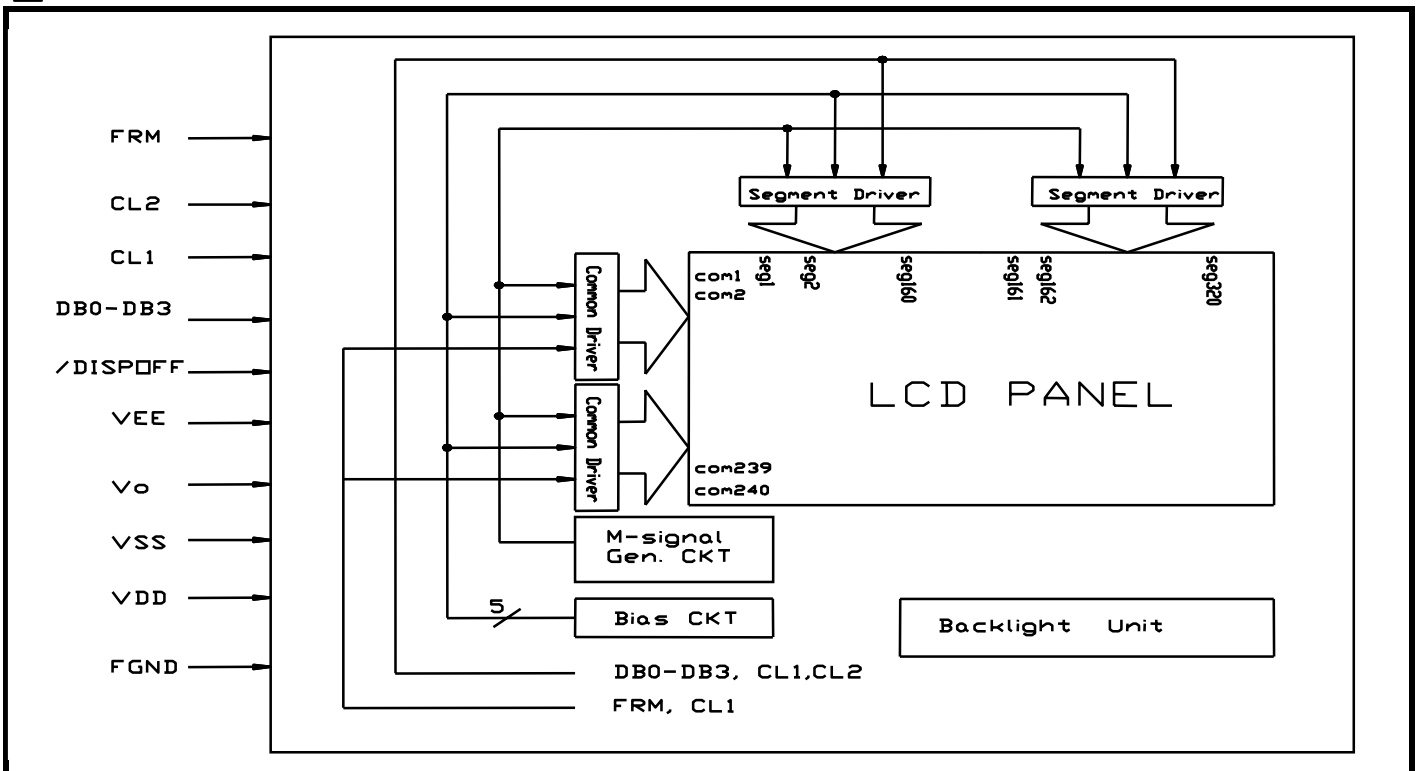 FRM
CL2
CL1
DB0-DB3
/DISPOFF
VEE
Vo
VSS
VDD
FGND
Segment Driver
Segment Driver
Common Driver
Common Driver
com1
com2
seg1
seg2
seg160
seg161
seg162
seg320
LCD PANEL
com239
com240
M-signal
Gen. CKT
5
Bias CKT
Backlight Unit
DB0-DB3, CL1,CL2
FRM, CL1